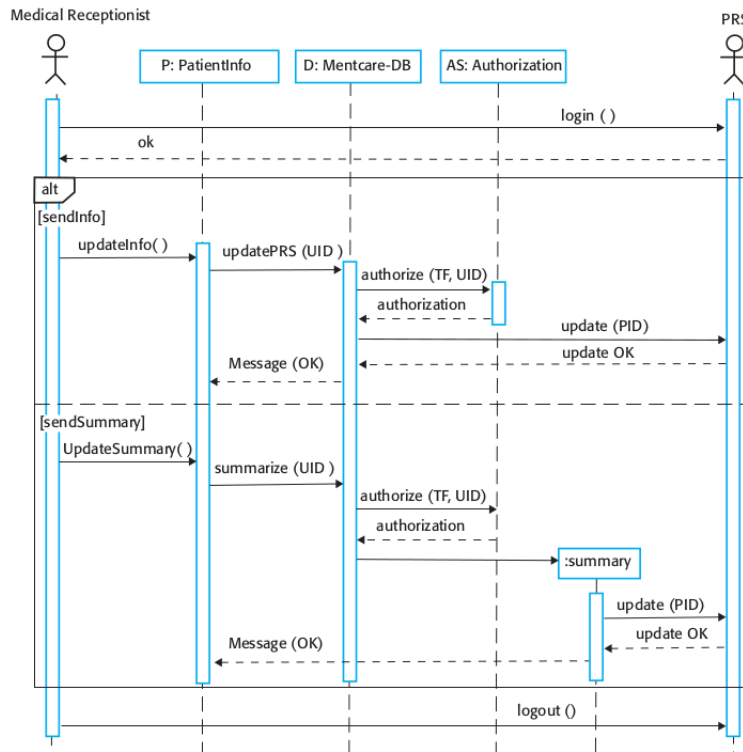 Medical Receptionist
PRS
P: PatientInfo
D: Mentcare-DB
AS: Authorization
login ( )
ok
alt
[sendInfo]
updateInfo( )
updatePRS (UID )
authorize (TF, UID)
authorization
update (PID)
update OK
Message (OK)
[sendSummary]
UpdateSummary( )
summarize (UID )
authorize (TF, UID)
authorization
:summary
update (PID)
update OK
Message (OK)
logout ()